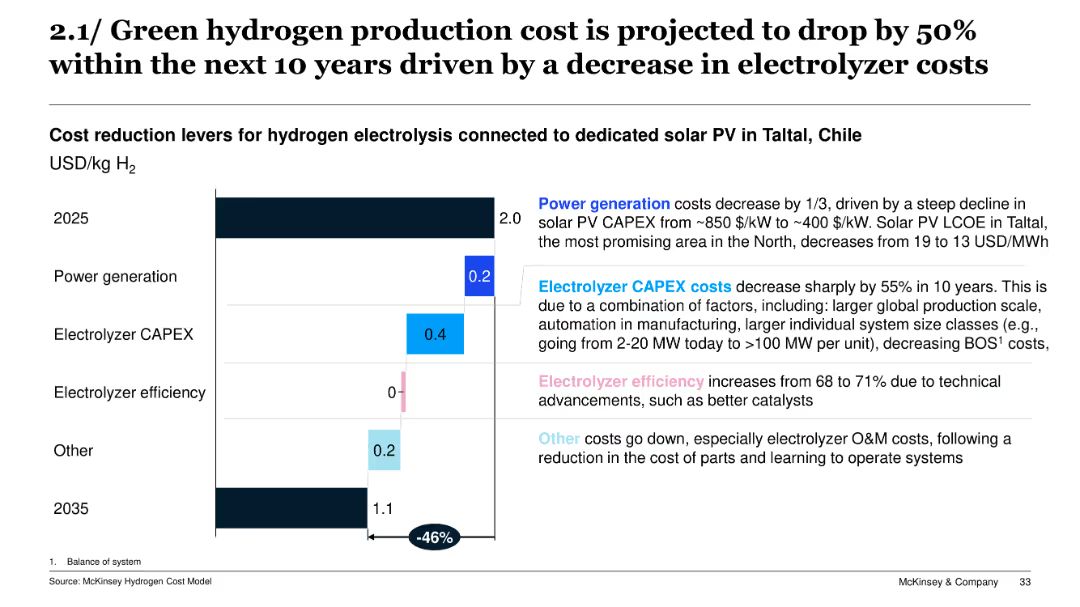 2.1/ Green hydrogen production cost is projected to drop by 50%
within the next 10 years driven by a decrease in electrolyzer costs
Cost reduction levers for hydrogen electrolysis connected to dedicated solar PV in Taltal, Chile
USD/kg H₂
2025
2.0
Power generation
0.2
Electrolyzer CAPEX
0.4
Electrolyzer efficiency
0
Other
0.2
2035
1.1
-46%
Power generation costs decrease by 1/3, driven by a steep decline in
solar PV CAPEX from ~850 $/kW to ~400 $/kW. Solar PV LCOE in Taltal,
the most promising area in the North, decreases from 19 to 13 USD/MWh
Electrolyzer CAPEX costs decrease sharply by 55% in 10 years. This is
due to a combination of factors, including: larger global production scale,
automation in manufacturing, larger individual system size classes (e.g.,
going from 2-20 MW today to >100 MW per unit), decreasing BOS¹ costs,
Electrolyzer efficiency increases from 68 to 71% due to technical
advancements, such as better catalysts
Other costs go down, especially electrolyzer O&M costs, following a
reduction in the cost of parts and learning to operate systems
1. Balance of system
Source: McKinsey Hydrogen Cost Model
McKinsey & Company 33